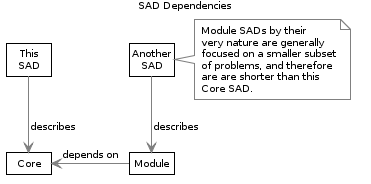 SAD Dependencies
This
SAD
Another
SAD
Module SADs by their
very nature are generally
focused on a smaller subset
of problems, and therefore
are are shorter than this
Core SAD.
describes
describes
Core
depends on
Module